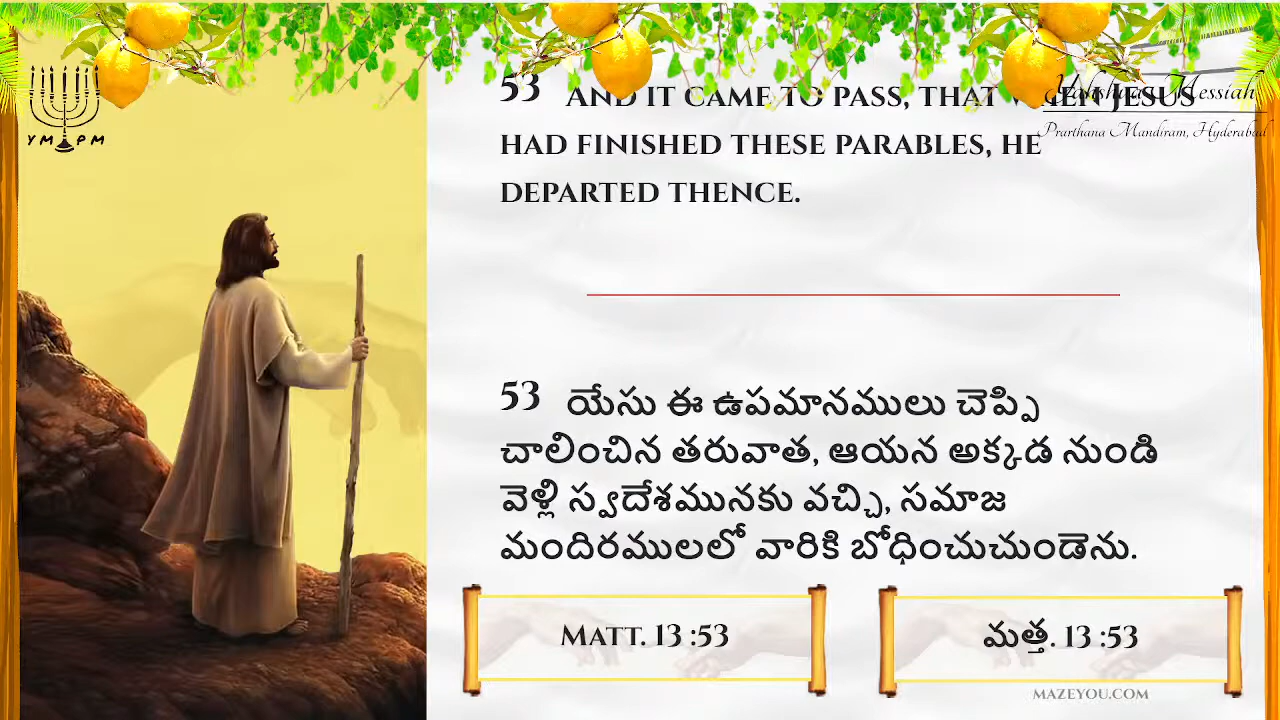 Y M P M
53 AND IT CAME TO PASS, THAT WHEN JESUS
HAD FINISHED THESE PARABLES, HE
DEPARTED THENCE.
Messiah
Prarthana Mandiram, Hyderabad
53 యేసు ఈ ఉపమానములు చెప్పి
చాలించిన తరువాత, ఆయన అక్కడ నుండి
వెళ్లి స్వదేశమునకు వచ్చి, సమాజ
మందిరములలో వారికి బోధించుచుండెను.
MATT. 13 :53
మత్త. 13 :53
MAZEYOU.COM